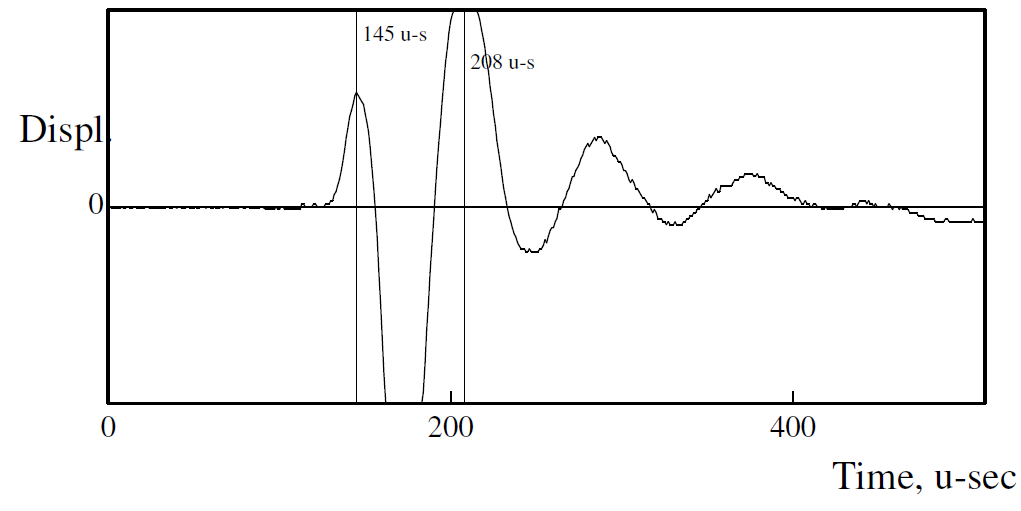 145 u-s
208 u-s
Displ.
0
0 200 400
Time, u-sec